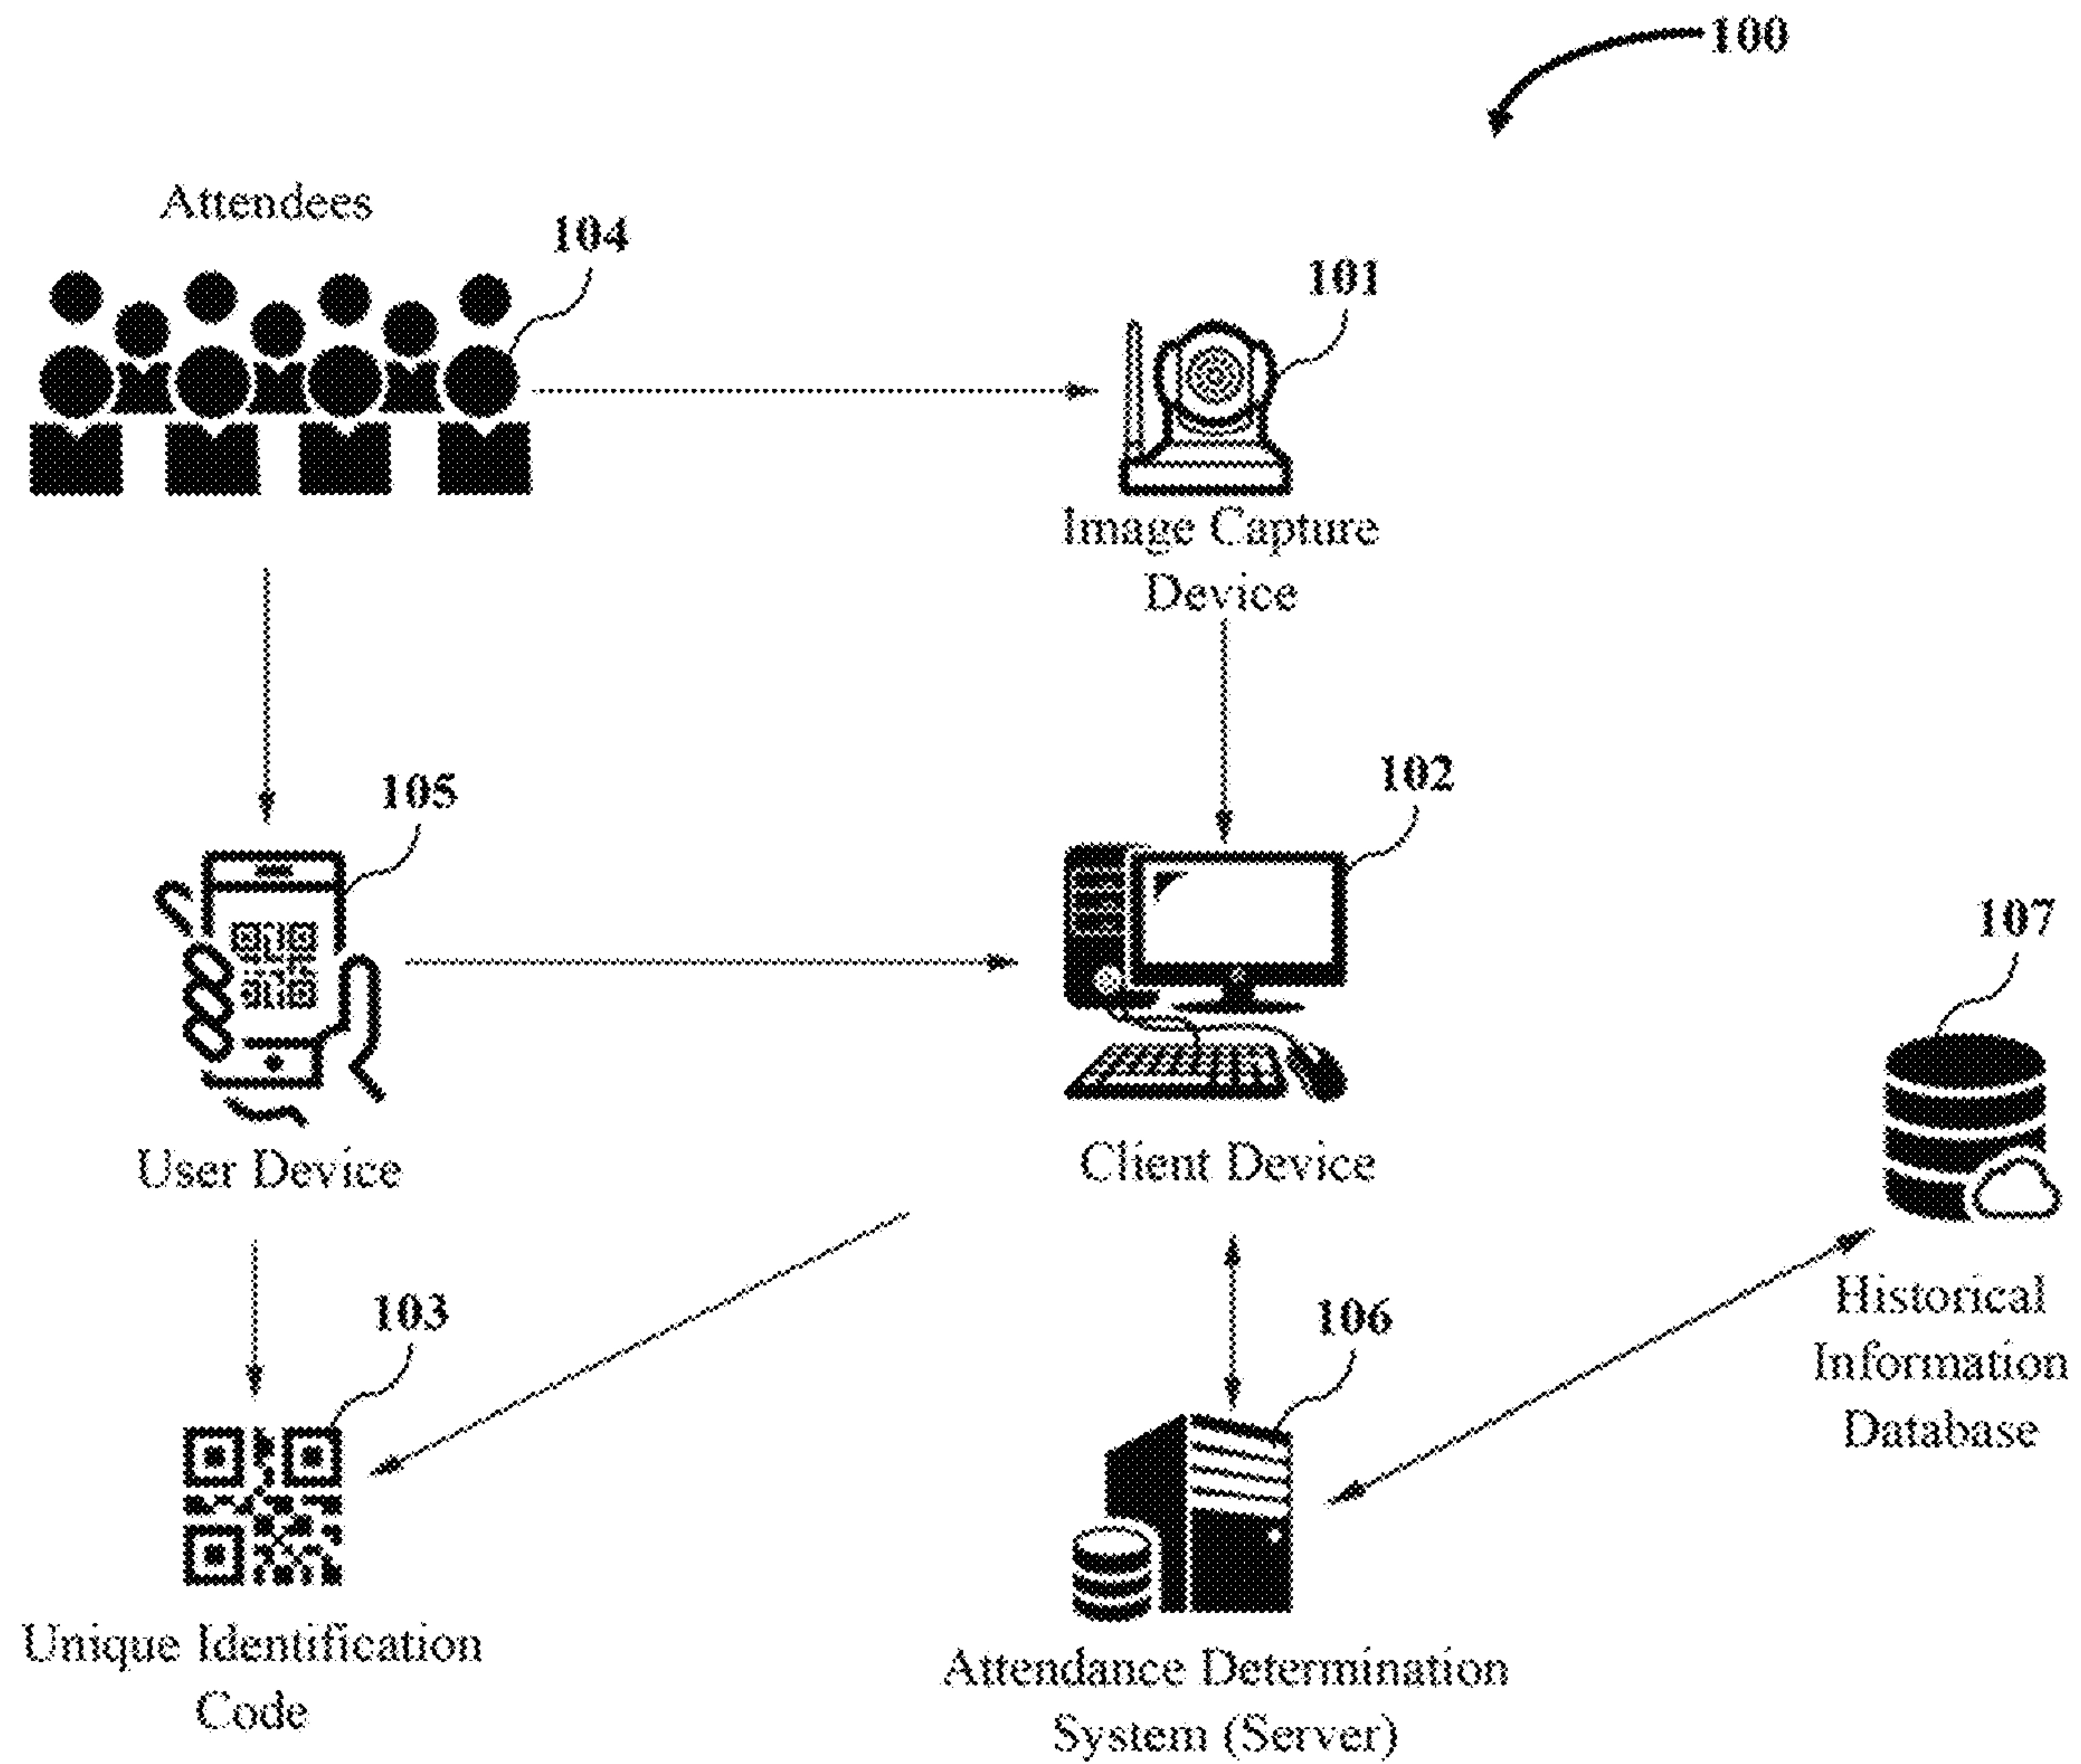 100
Attendees
104
101
Image Capture
Device
105
102
107
User Device
Client Device
103
106
Historical
Information
Database
Unique Identification
Code
Attendance Determination
System (Server)